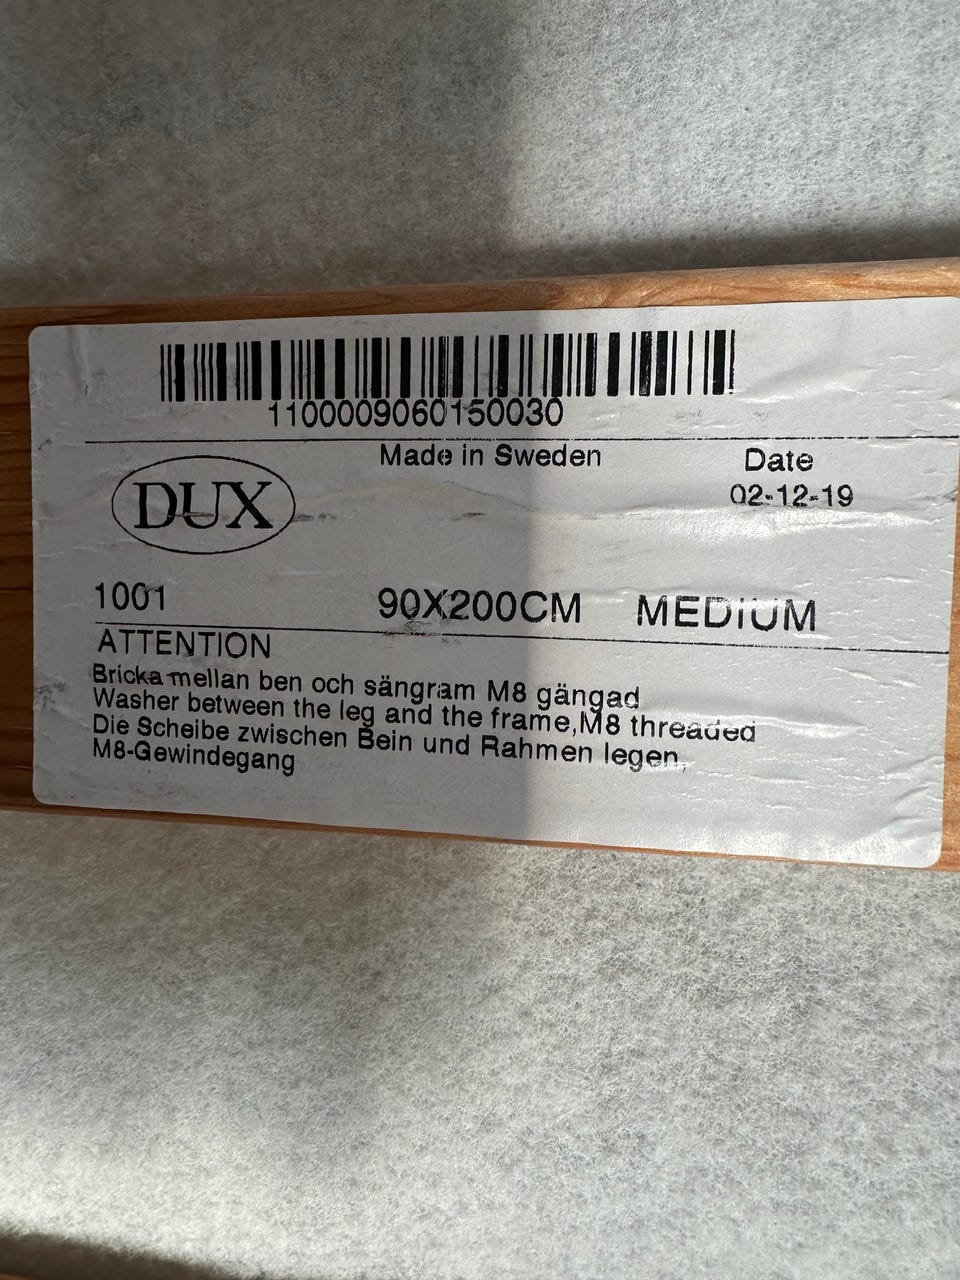 1100009060150030
Made in Sweden
Date
DUX
02-12-19
1001 90X200CM MEDIUM
ATTENTION
Bricka mellan ben och sängram M8 gängad
Washer between the leg and the frame,M8 threaded
Die Scheibe zwischen Bein und Rahmen legen,
M8-Gewindegang